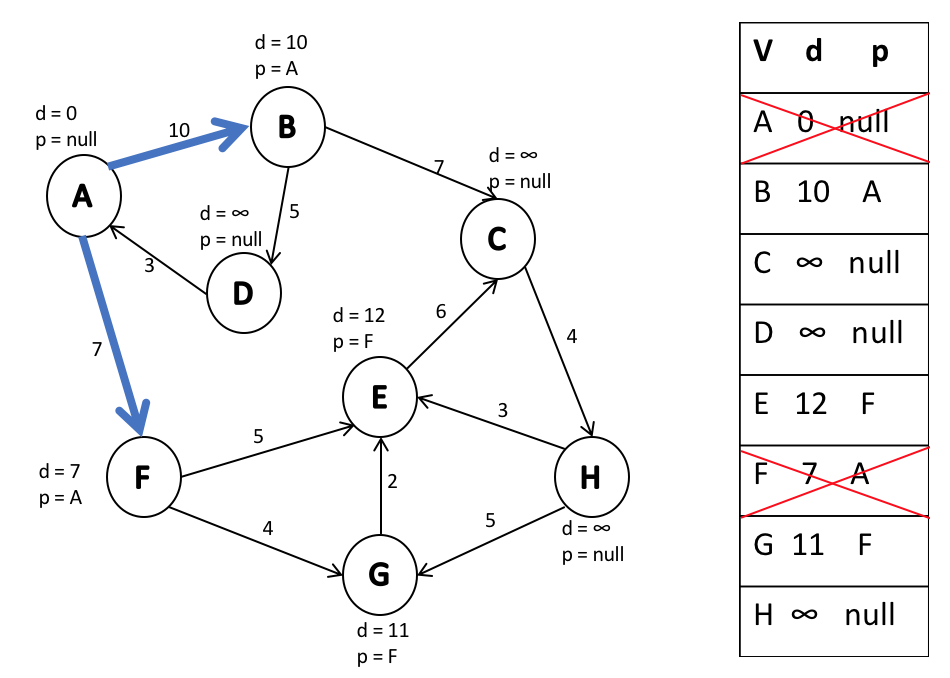 d = 10
p = A
d = 0
p = null
10
B
A
7
d = ∞
p = null
5
d = ∞
p = null
C
3
D
6
d = 12
p = F
4
7
E
3
5
d = 7
p = A
F
2
H
4
5
d = ∞
p = null
G
d = 11
p = F
V d p
A 0 null
B 10 A
C ∞ null
D ∞ null
E 12 F
F 7 A
G 11 F
H ∞ null